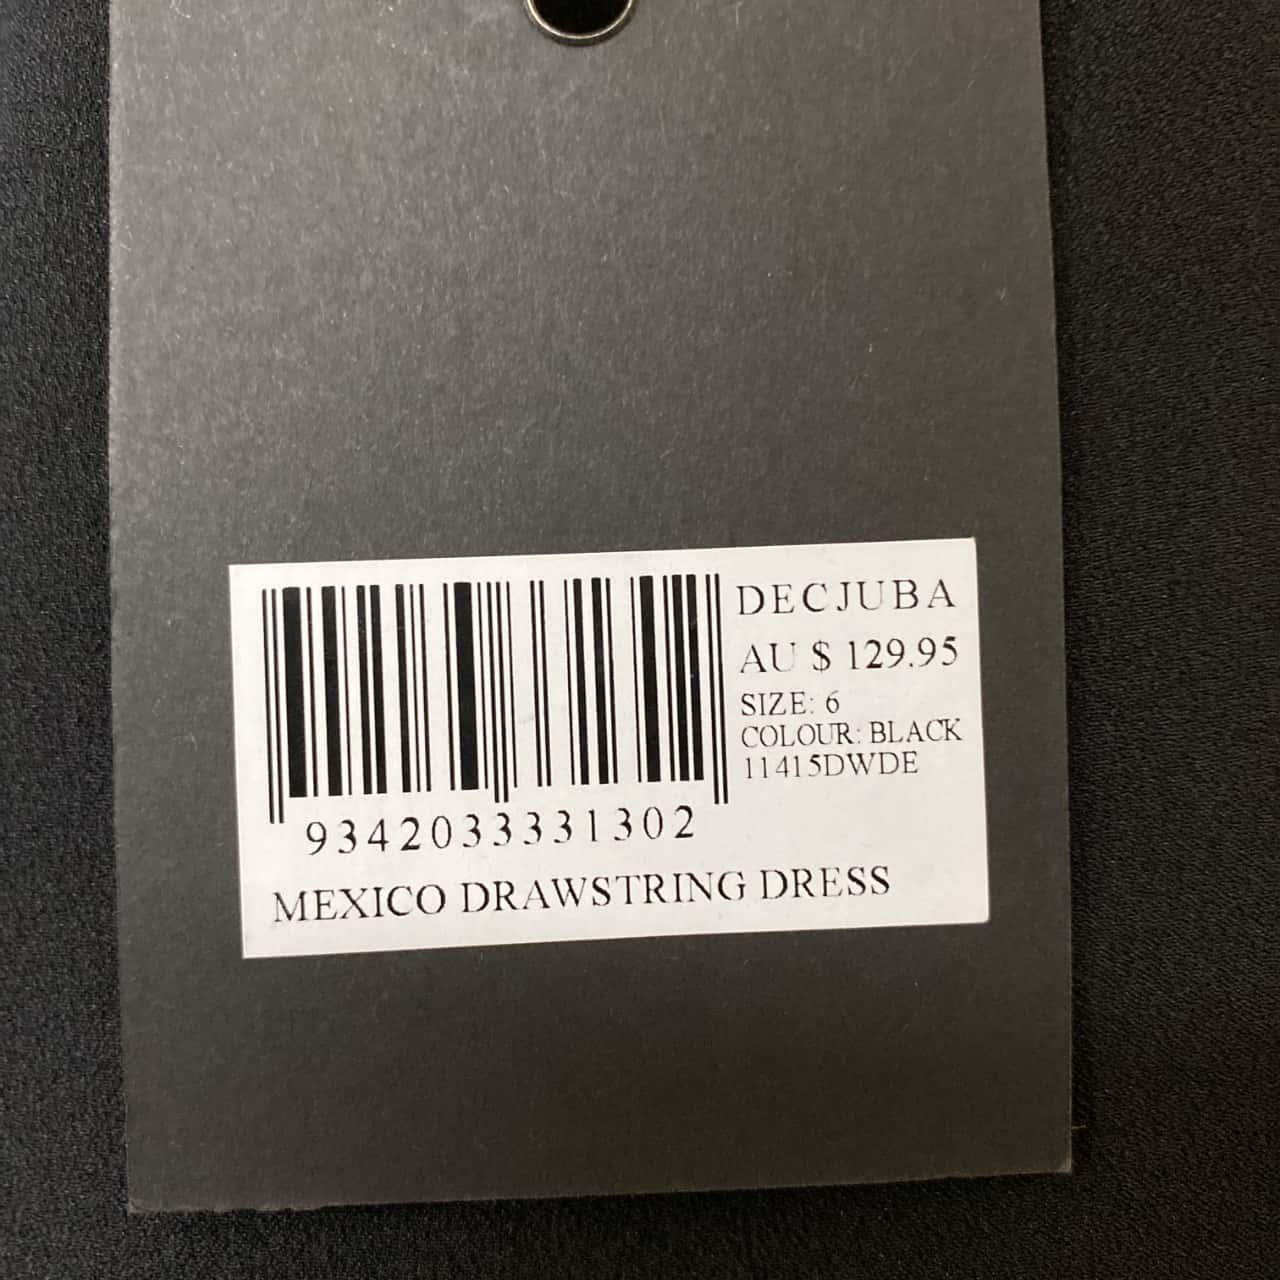 DECJUBA
AU $ 129.95
SIZE: 6
COLOUR: BLACK
11415DWDE
9342033331302
MEXICO DRAWSTRING DRESS